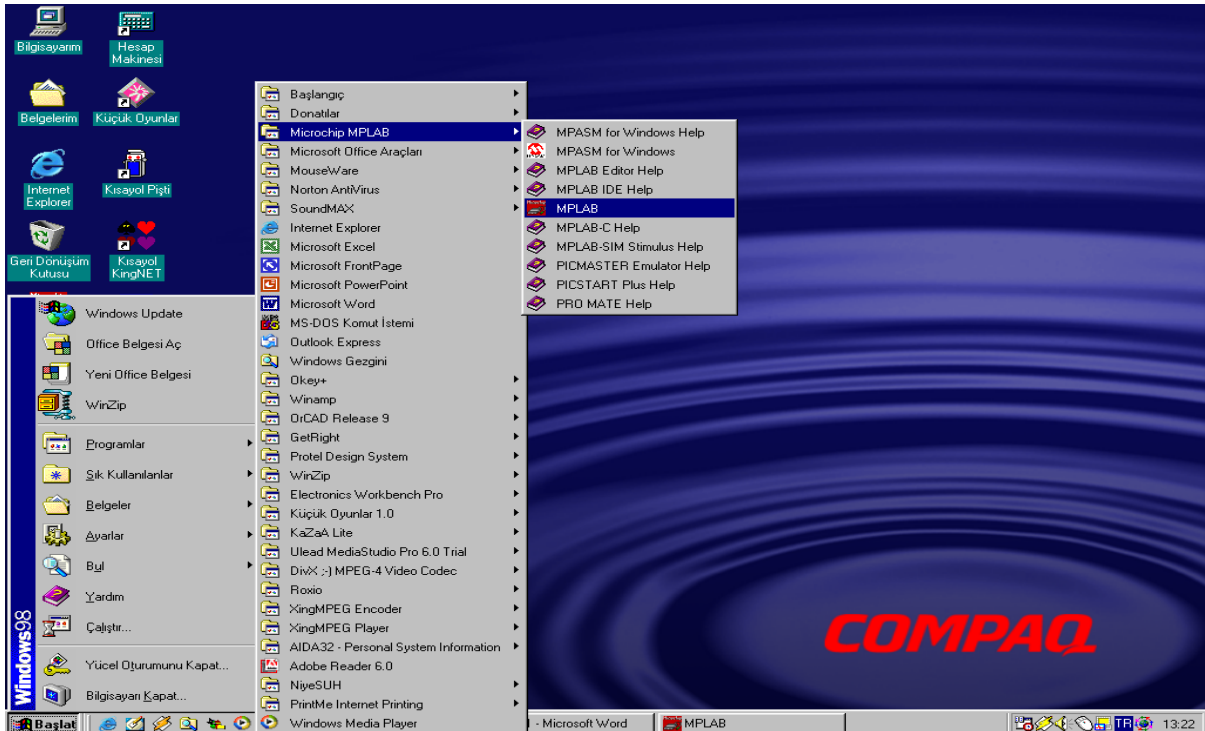 Bilgisayarım
Hesap
Makinesi
Belgelerim
Küçük Oyunlar
Internet
Explorer
Kısayol Pişti
Geri Dönüşüm
Kutusu
Kısayol
KingNET
Windows Update
Office Belgesi Aç
Yeni Office Belgesi
WinZip
Programlar
Sık Kullanılanlar
Belgeler
Ayarlar
Bul
Yardım
Çalıştır...
Yücel Oturumunu Kapat...
Bilgisayarı Kapat...
Windows98
Başlangıç
Donatılar
Microchip MPLAB
Microsoft Office Araçları
MouseWare
Norton AntiVirus
SoundMAX
Internet Explorer
Microsoft Excel
Microsoft FrontPage
Microsoft PowerPoint
Microsoft Word
MS-DOS Komut İstemi
Outlook Express
Windows Gezgini
Okey+
Winamp
OrCAD Release 9
GetRight
Protel Design System
WinZip
Electronics Workbench Pro
Küçük Oyunlar 1.0
KaZaA Lite
Ulead MediaStudio Pro 6.0 Trial
DivX ;-) MPEG-4 Video Codec
Roxio
XingMPEG Encoder
XingMPEG Player
AIDA32 - Personal System Information
Adobe Reader 6.0
NiyeSUH
PrintMe Internet Printing
Windows Media Player
MPASM for Windows Help
MPASM for Windows
MPLAB Editor Help
MPLAB IDE Help
MPLAB
MPLAB-C Help
MPLAB-SIM Stimulus Help
PICMASTER Emulator Help
PICSTART Plus Help
PRO MATE Help
COMPAQ
Başlat
- Microsoft Word
MPLAB
TR
13:22